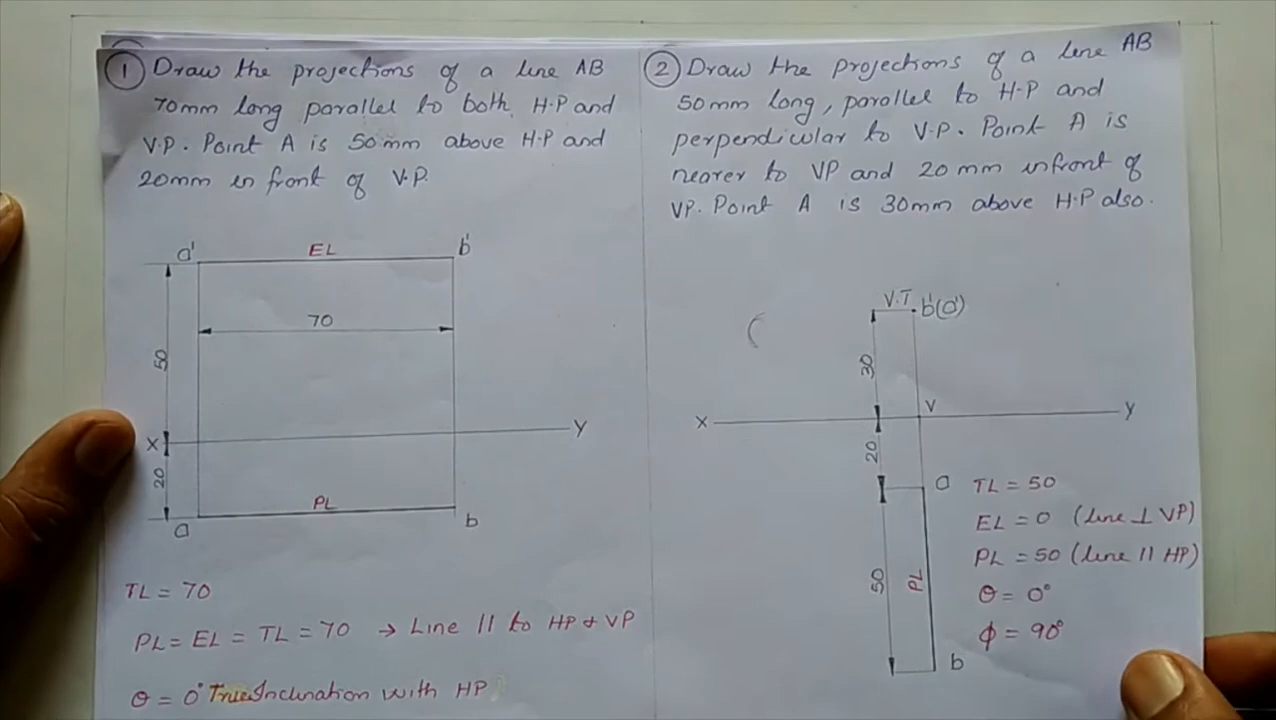 1 Draw the projections of a line AB
70mm long parallel to both H.P and
V.P. Point A is 50mm above H.P and
20mm in front of V.P.
a' EL b'
70
50
X Y
20
PL
a b
TL = 70
PL = EL = TL = 70 → Line || to HP & VP
θ = 0° True Inclination with HP
2 Draw the projections of a line AB
50mm long, parallel to H.P and
perpendicular to V.P. Point A is
nearer to VP and 20mm infront of
VP. Point A is 30mm above H.P also.
V.T. b'(a')
30
X V Y
20
a TL = 50
EL = 0 (line ⊥ VP)
PL = 50 (line || HP)
50 PL θ = 0°
ϕ = 90°
b